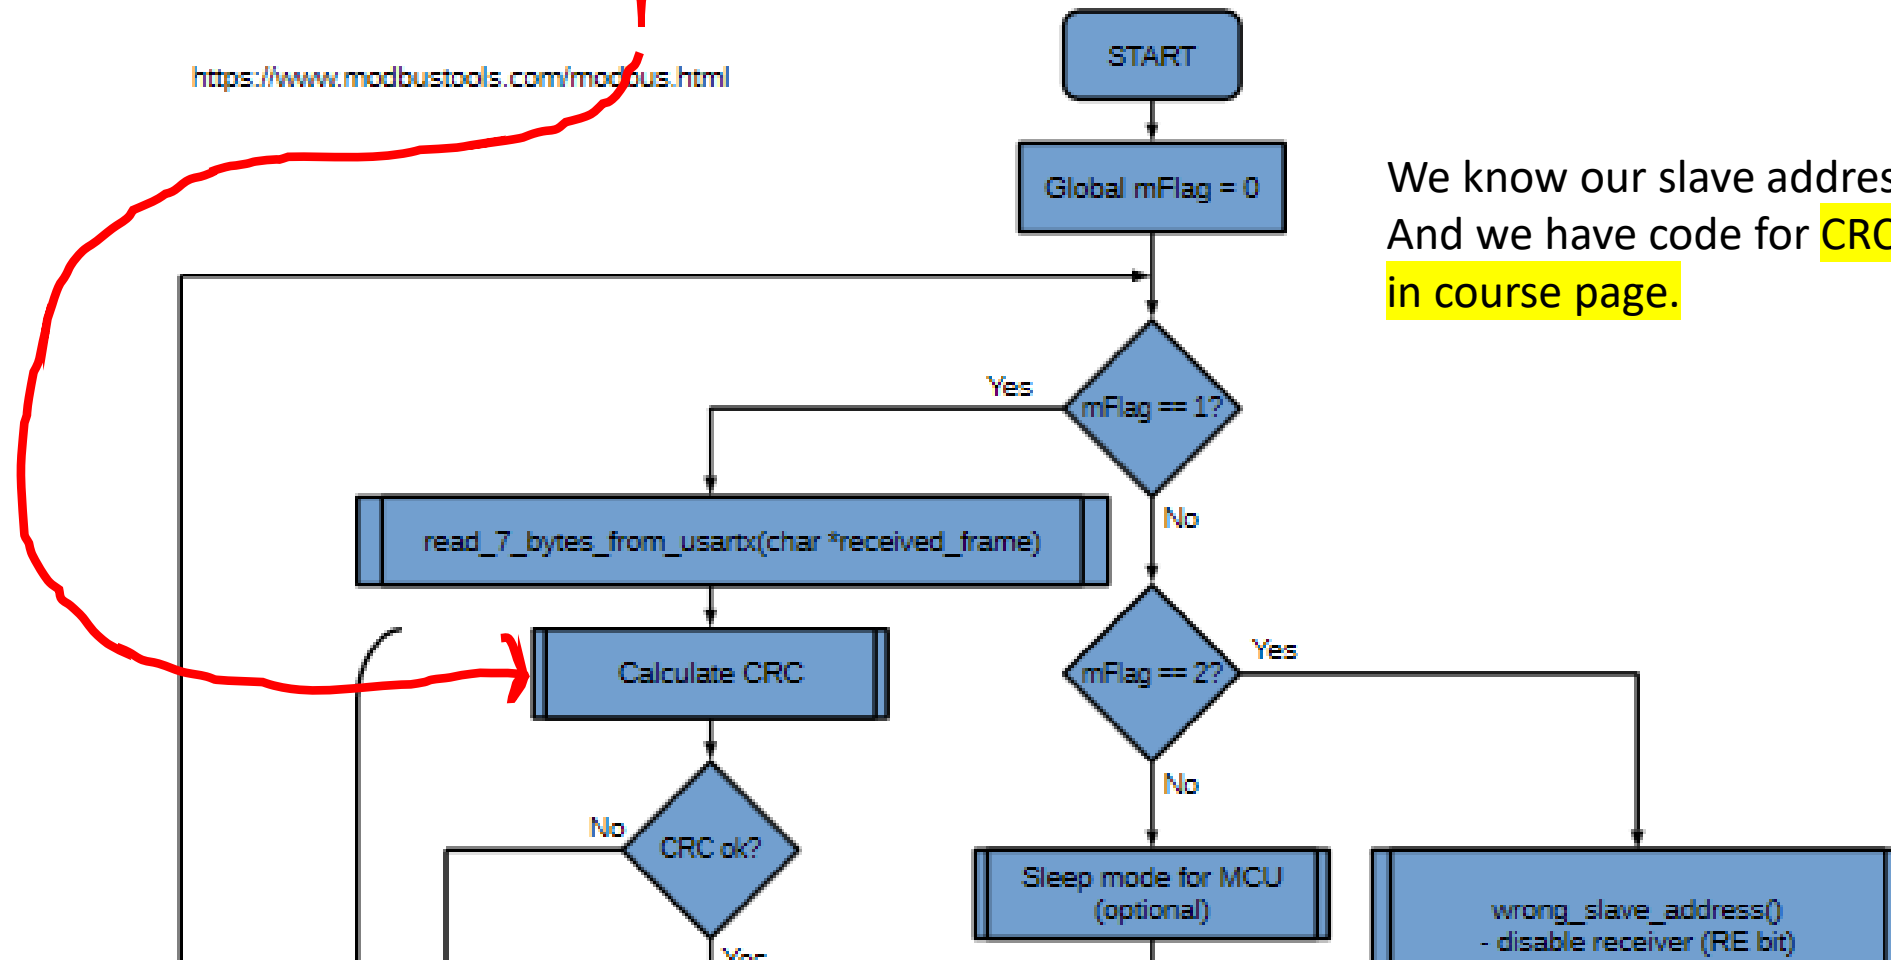 https://www.modbustools.com/modbus.html
START
Global mFlag = 0
We know our slave addres
And we have code for CRC
in course page.
Yes
mFlag == 1?
No
read_7_bytes_from_usartx(char *received_frame)
Calculate CRC
mFlag == 2?
Yes
No
No
CRC ok?
Yes
Sleep mode for MCU
(optional)
wrong_slave_address()
- disable receiver (RE bit)